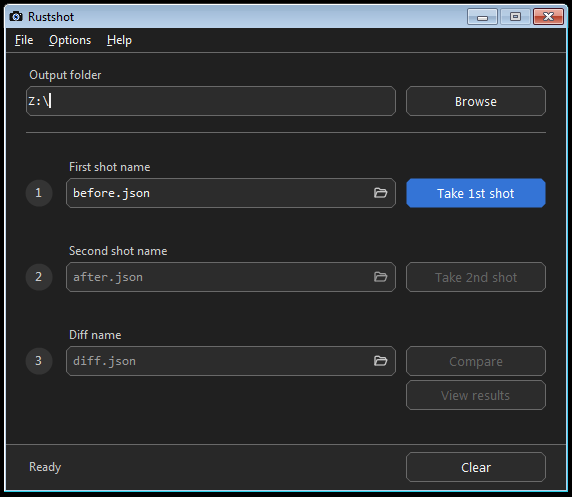 Rustshot
File Options Help
Output folder
Z:\
Browse
First shot name
1 before.json Take 1st shot
Second shot name
2 after.json Take 2nd shot
Diff name
3 diff.json Compare
View results
Ready Clear